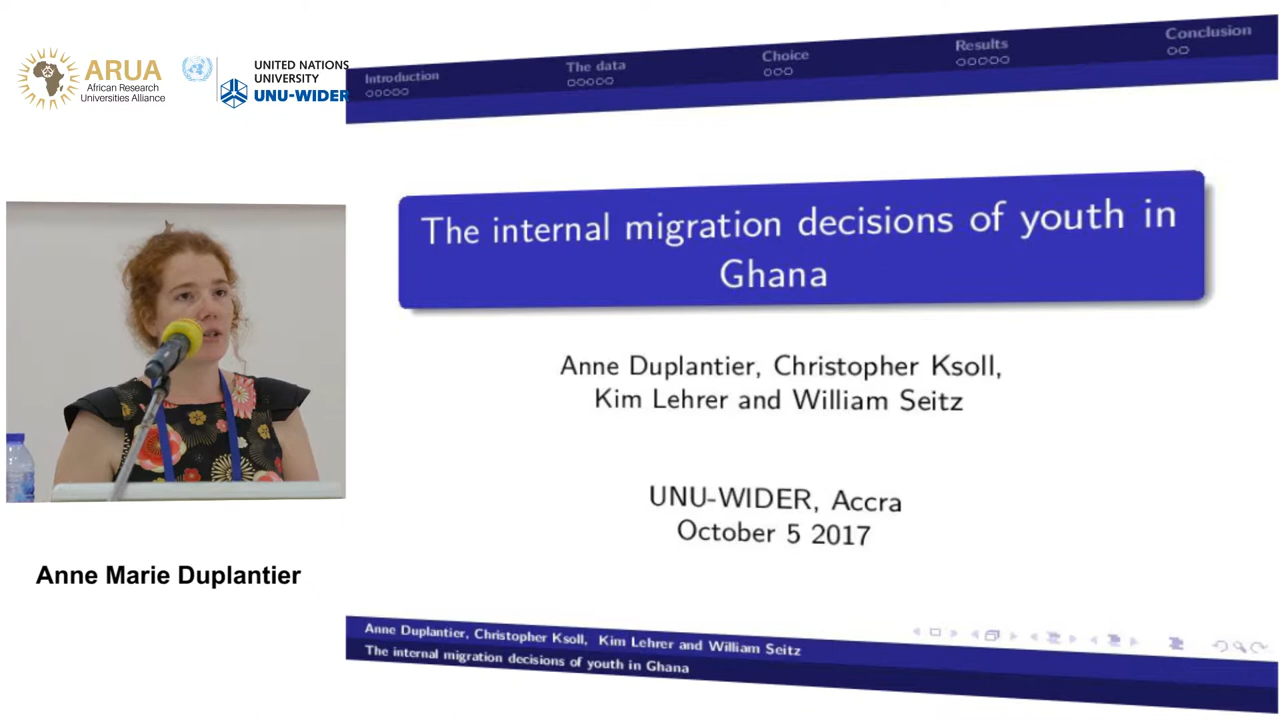 ARUA
African Research
Universities Alliance
UNITED NATIONS
UNIVERSITY
UNU-WIDER
Introduction
The data
Choice
Results
Conclusion
The internal migration decisions of youth in
Ghana
Anne Duplantier, Christopher Ksoll,
Kim Lehrer and William Seitz
UNU-WIDER, Accra
October 5 2017
Anne Marie Duplantier
Anne Duplantier, Christopher Ksoll, Kim Lehrer and William Seitz
The internal migration decisions of youth in Ghana